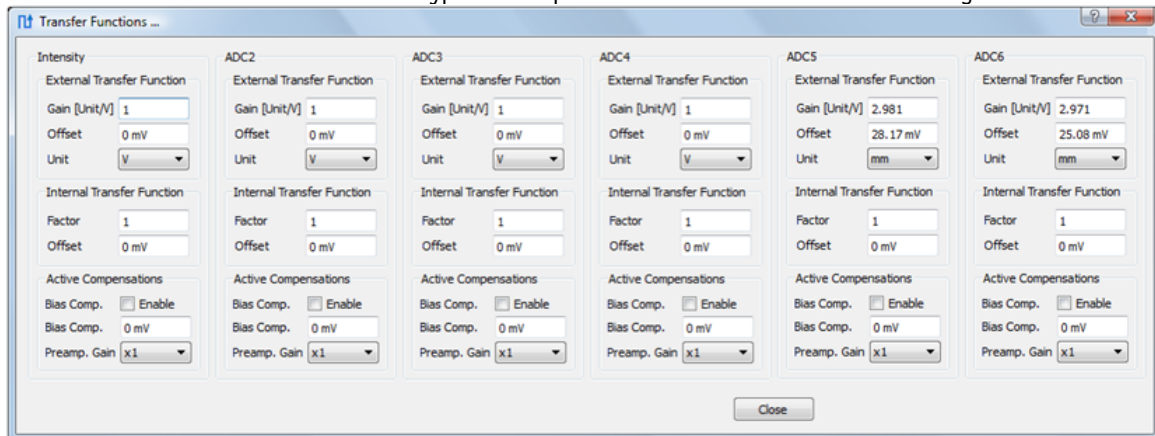 Transfer Functions ...
Intensity ADC2 ADC3 ADC4 ADC5 ADC6
External Transfer Function External Transfer Function External Transfer Function External Transfer Function External Transfer Function External Transfer Function
Gain [Unit/V] 1 Gain [Unit/V] 1 Gain [Unit/V] 1 Gain [Unit/V] 1 Gain [Unit/V] 2.981 Gain [Unit/V] 2.971
Offset 0 mV Offset 0 mV Offset 0 mV Offset 0 mV Offset 28.17 mV Offset 25.08 mV
Unit V Unit V Unit V Unit V Unit mm Unit mm
Internal Transfer Function Internal Transfer Function Internal Transfer Function Internal Transfer Function Internal Transfer Function Internal Transfer Function
Factor 1 Factor 1 Factor 1 Factor 1 Factor 1 Factor 1
Offset 0 mV Offset 0 mV Offset 0 mV Offset 0 mV Offset 0 mV Offset 0 mV
Active Compensations Active Compensations Active Compensations Active Compensations Active Compensations Active Compensations
Bias Comp. Enable Bias Comp. Enable Bias Comp. Enable Bias Comp. Enable Bias Comp. Enable Bias Comp. Enable
Bias Comp. 0 mV Bias Comp. 0 mV Bias Comp. 0 mV Bias Comp. 0 mV Bias Comp. 0 mV Bias Comp. 0 mV
Preamp. Gain x1 Preamp. Gain x1 Preamp. Gain x1 Preamp. Gain x1 Preamp. Gain x1 Preamp. Gain x1
Close